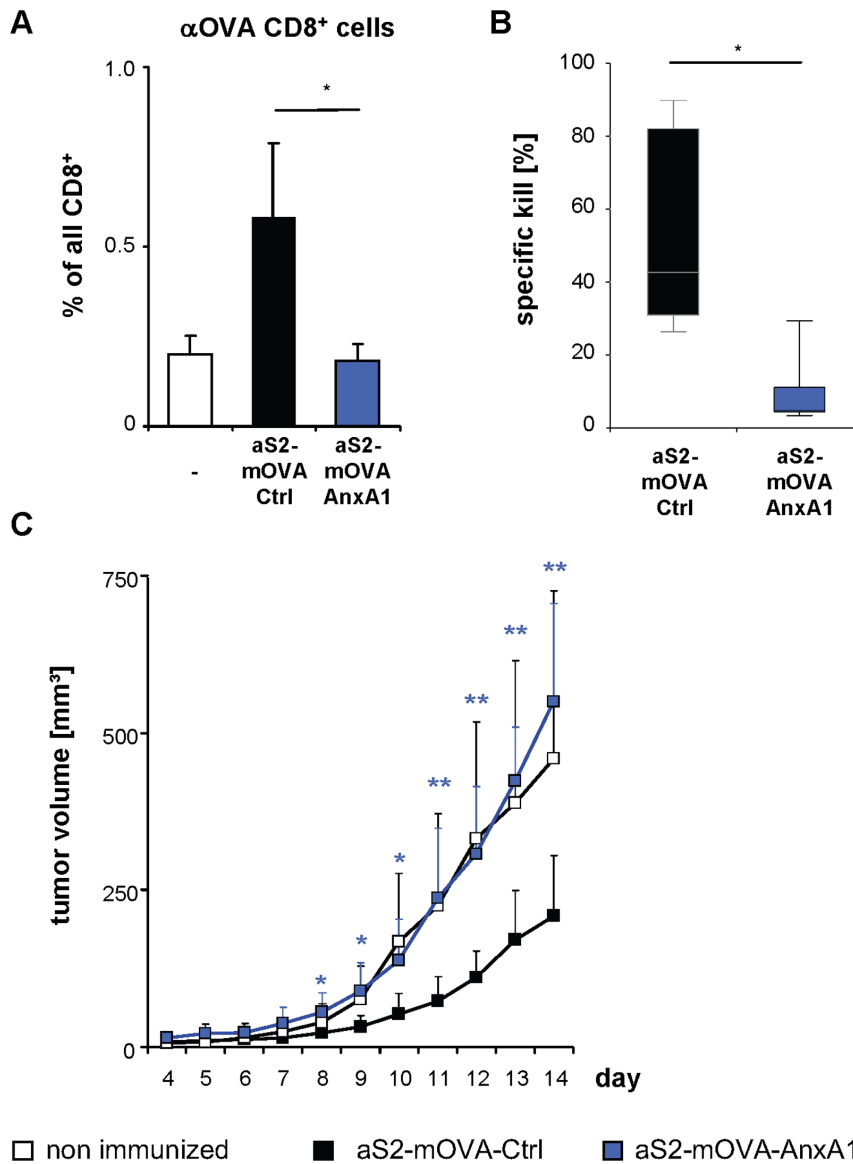 A
αOVA CD8+ cells
1.0
0.5
0
% of all CD8+
*
-
aS2-
mOVA
Ctrl
aS2-
mOVA
AnxA1
B
100
80
60
40
20
0
specific kill [%]
*
aS2-
mOVA
Ctrl
aS2-
mOVA
AnxA1
C
750
500
250
0
tumor volume [mm³]
* * * ** ** ** **
4 5 6 7 8 9 10 11 12 13 14 day
non immunized aS2-mOVA-Ctrl aS2-mOVA-AnxA1